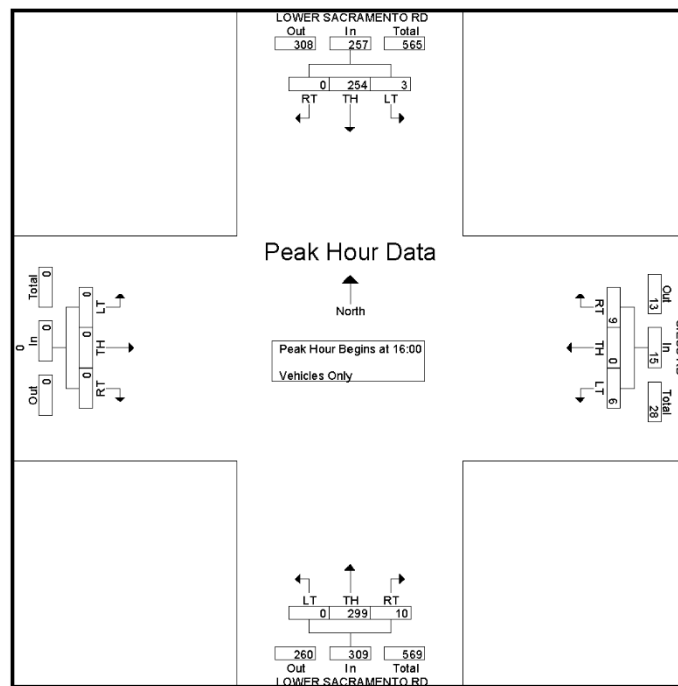 LOWER SACRAMENTO RD
Out In Total
308 257 565
0 254 3
RT TH LT
Peak Hour Data
North
Peak Hour Begins at 16:00
Vehicles Only
Total In Out
0 0 0
0
0 0 0
LT TH RT
RT TH LT
9 0 6
Out In Total
13 15 28
LT TH RT
0 299 10
260 309 569
Out In Total
LOWER SACRAMENTO RD